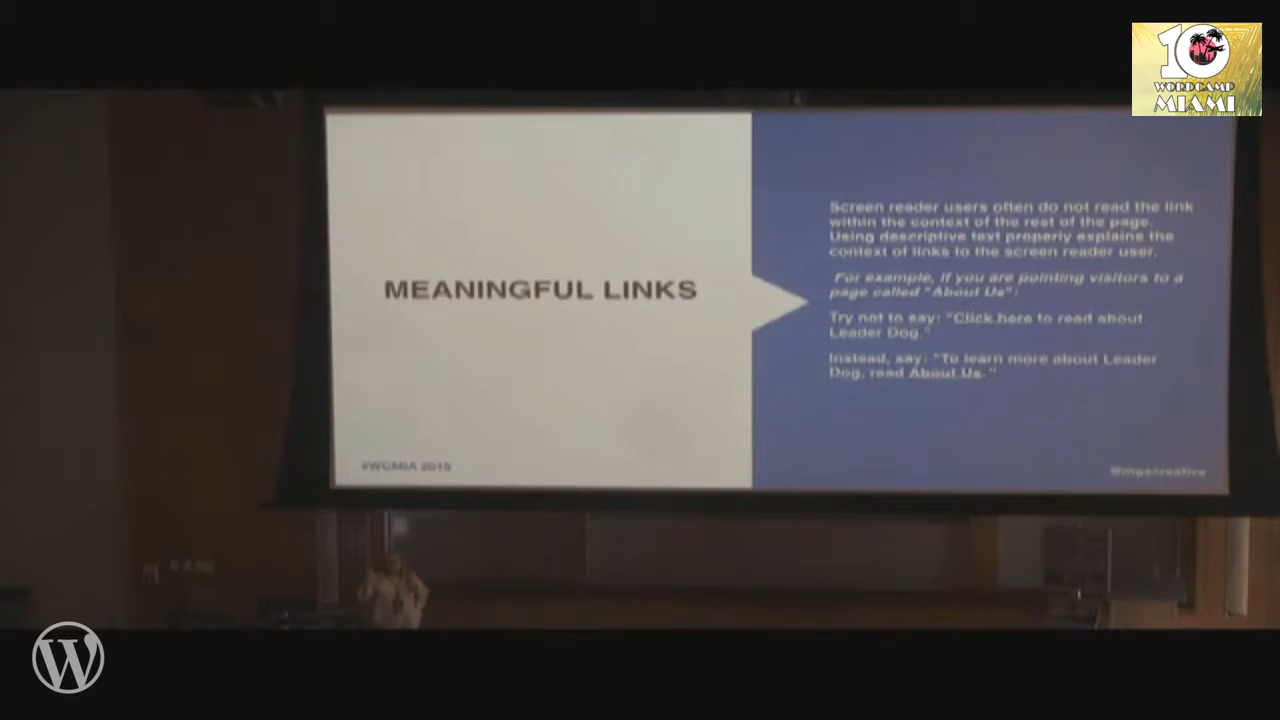 10
WORDCAMP
MIAMI
MEANINGFUL LINKS
Screen reader users often do not read the link
within the context of the rest of the page.
Using descriptive text properly explains the
context of links to the screen reader user.
For example, if you are pointing visitors to a
page called "About Us":
Try not to say: "Click here to read about
Leader Dog."
Instead, say: "To learn more about Leader
Dog, read About Us."
#WCMIA 2018
@mgscreative
W